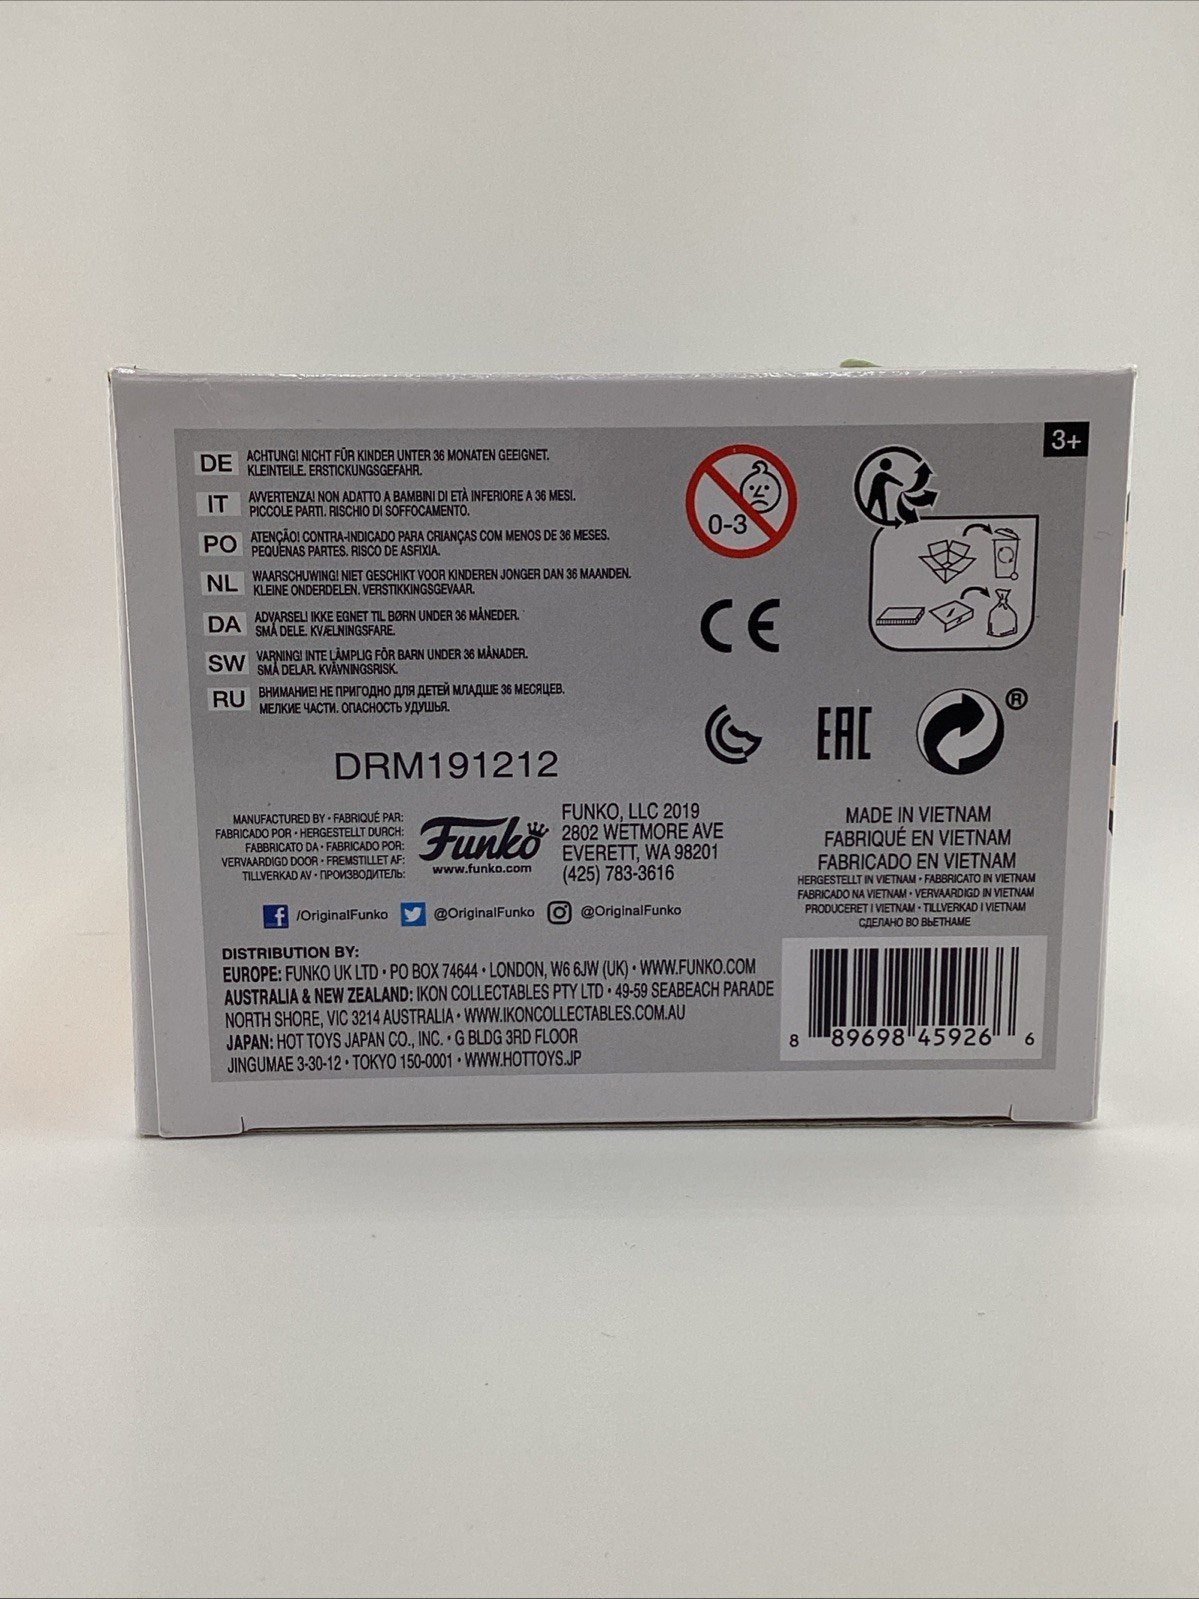 3+
DE ACHTUNG! NICHT FÜR KINDER UNTER 36 MONATEN GEEIGNET.
KLEINTEILE. ERSTICKUNGSGEFAHR.
IT AVVERTENZA! NON ADATTO A BAMBINI DI ETÀ INFERIORE A 36 MESI.
PICCOLE PARTI. RISCHIO DI SOFFOCAMENTO.
PO ATENÇÃO! CONTRA-INDICADO PARA CRIANÇAS COM MENOS DE 36 MESES.
PEQUENAS PARTES. RISCO DE ASFIXIA.
NL WAARSCHUWING! NIET GESCHIKT VOOR KINDEREN JONGER DAN 36 MAANDEN.
KLEINE ONDERDELEN. VERSTIKKINGSGEVAAR.
DA ADVARSEL! IKKE EGNET TIL BØRN UNDER 36 MÅNEDER.
SMÅ DELE. KVÆLNINGSFARE.
SW VARNING! INTE LÄMPLIG FÖR BARN UNDER 36 MÅNADER.
SMÅ DELAR. KVÄVNINGSRISK.
RU ВНИМАНИЕ! НЕ ПРИГОДНО ДЛЯ ДЕТЕЙ МЛАДШЕ 36 МЕСЯЦЕВ.
МЕЛКИЕ ЧАСТИ. ОПАСНОСТЬ УДУШЬЯ.
0-3
CE
EAC
®
DRM191212
MANUFACTURED BY • FABRIQUÉ PAR:
FABRICADO POR • HERGESTELLT DURCH:
FABBRICATO DA • FABRICADO POR:
VERVAARDIGD DOOR • FREMSTILLET AF:
TILLVERKAD AV • ПРОИЗВОДИТЕЛЬ:
Funko
www.funko.com
FUNKO, LLC 2019
2802 WETMORE AVE
EVERETT, WA 98201
(425) 783-3616
/OriginalFunko @OriginalFunko @OriginalFunko
MADE IN VIETNAM
FABRIQUÉ EN VIETNAM
FABRICADO EN VIETNAM
HERGESTELLT IN VIETNAM • FABBRICATO IN VIETNAM
FABRICADO NA VIETNAM • VERVAARDIGD IN VIETNAM
PRODUCERET I VIETNAM • TILLVERKAD I VIETNAM
СДЕЛАНО ВО ВЬЕТНАМЕ
DISTRIBUTION BY:
EUROPE: FUNKO UK LTD • PO BOX 74644 • LONDON, W6 6JW (UK) • WWW.FUNKO.COM
AUSTRALIA & NEW ZEALAND: IKON COLLECTABLES PTY LTD • 49-59 SEABEACH PARADE
NORTH SHORE, VIC 3214 AUSTRALIA • WWW.IKONCOLLECTABLES.COM.AU
JAPAN: HOT TOYS JAPAN CO., INC. • G BLDG 3RD FLOOR
JINGUMAE 3-30-12 • TOKYO 150-0001 • WWW.HOTTOYS.JP
8 89698 45926 6